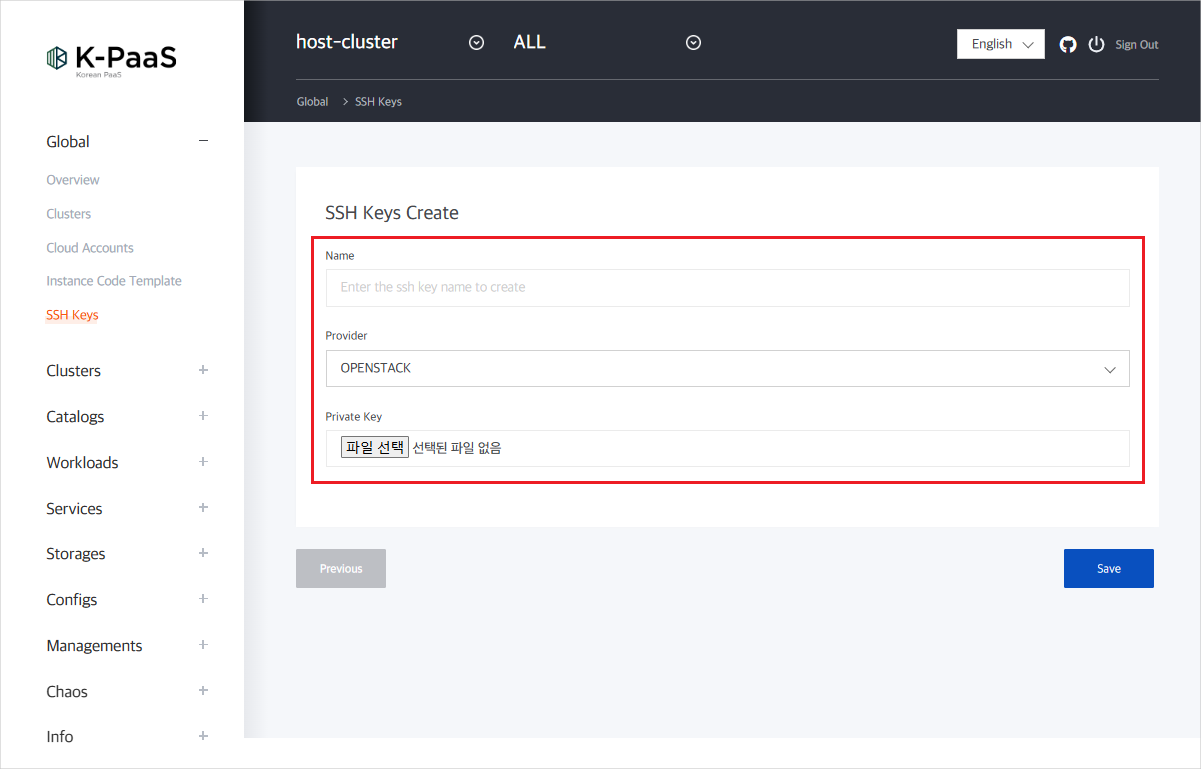 K-PaaS
Korean PaaS
host-cluster
ALL
English
Sign Out
Global > SSH Keys
Global
Overview
Clusters
Cloud Accounts
Instance Code Template
SSH Keys
Clusters
Catalogs
Workloads
Services
Storages
Configs
Managements
Chaos
Info
SSH Keys Create
Name
Enter the ssh key name to create
Provider
OPENSTACK
Private Key
파일 선택 선택된 파일 없음
Previous
Save